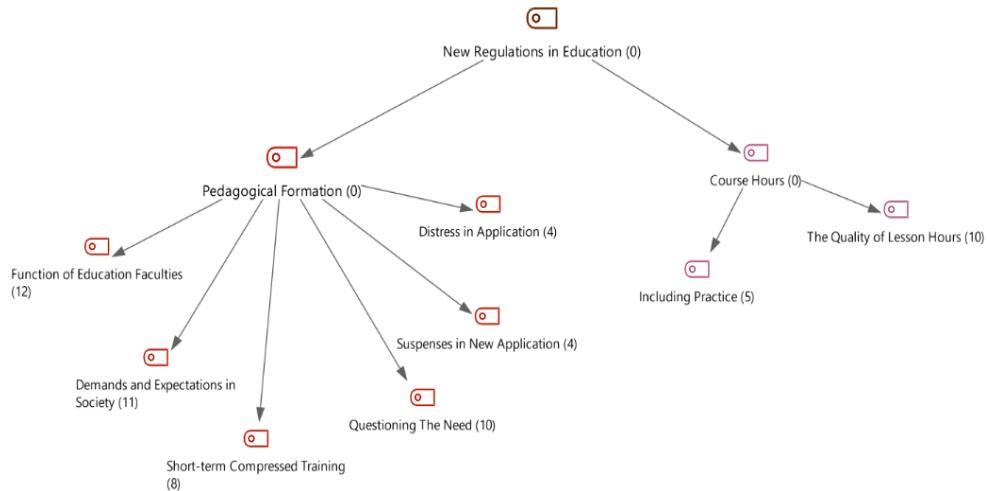 New Regulations in Education (0)
Pedagogical Formation (0)
Course Hours (0)
Distress in Application (4)
The Quality of Lesson Hours (10)
Function of Education Faculties
(12)
Including Practice (5)
Suspenses in New Application (4)
Demands and Expectations in
Society (11)
Questioning The Need (10)
Short-term Compressed Training
(8)